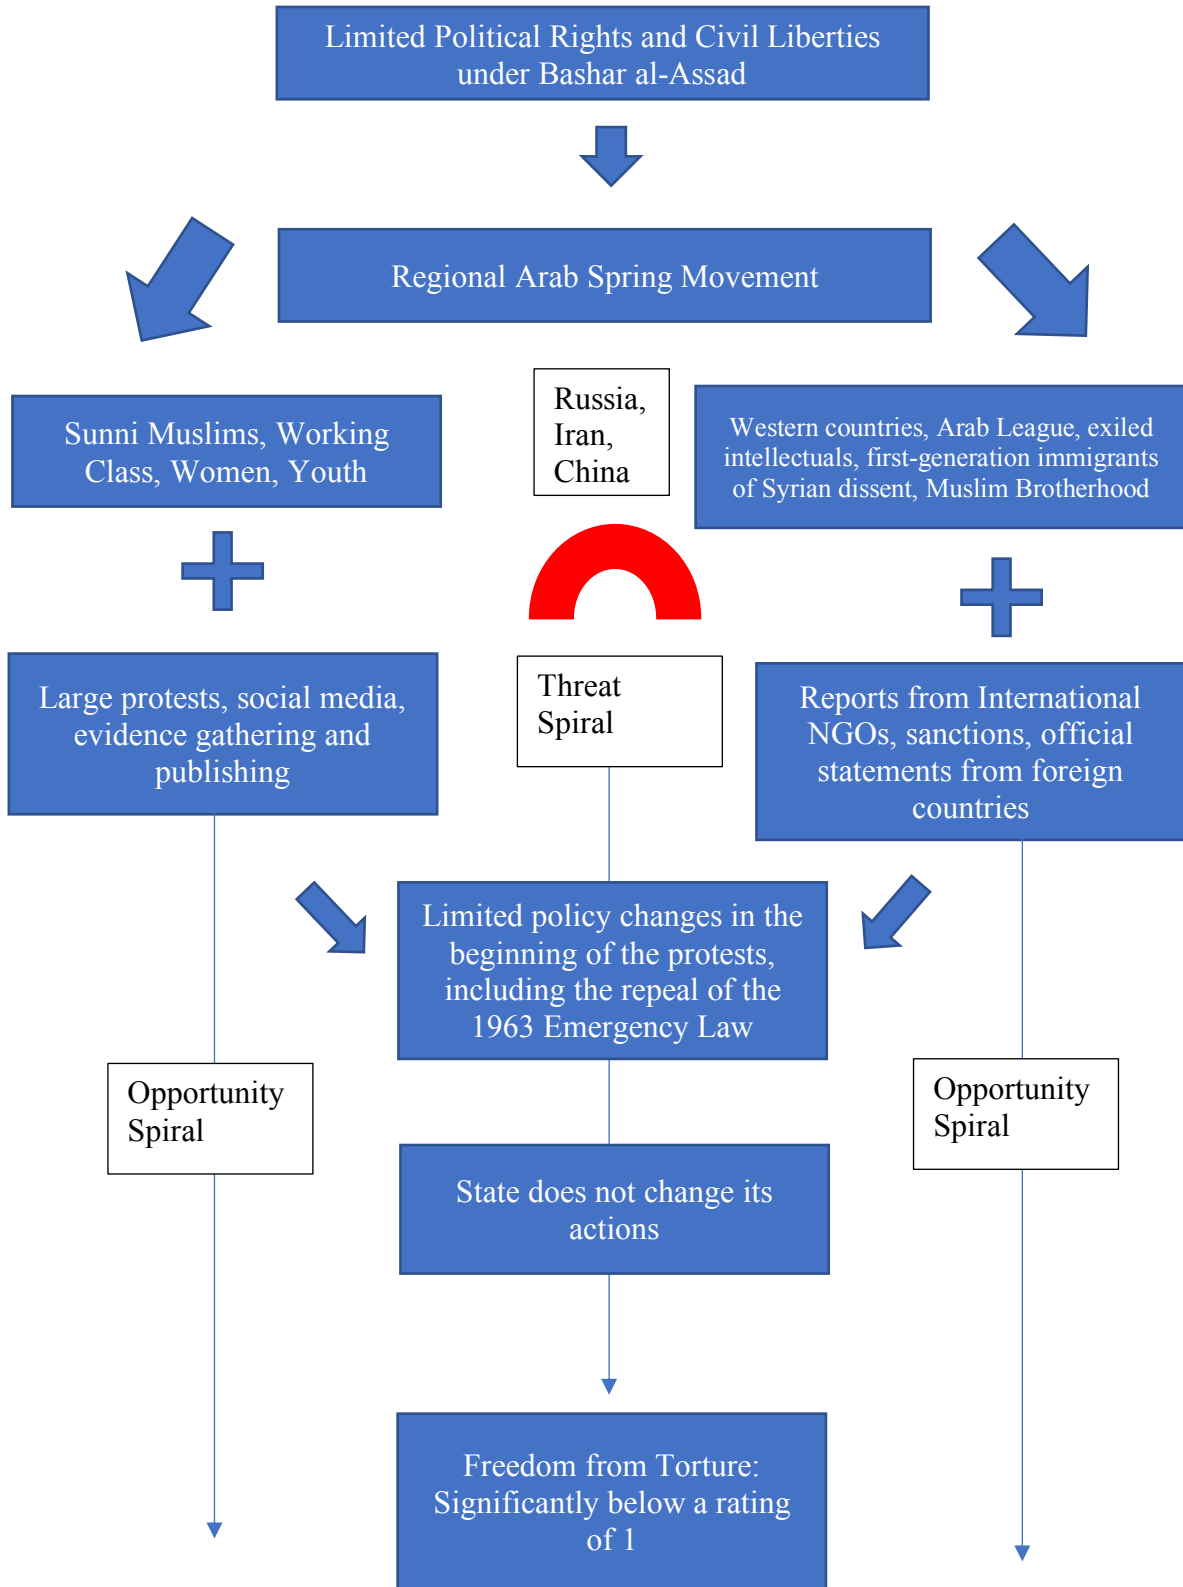 Limited Political Rights and Civil Liberties
under Bashar al-Assad
Regional Arab Spring Movement
Russia,
Iran,
China
Sunni Muslims, Working
Class, Women, Youth
Western countries, Arab League, exiled
intellectuals, first-generation immigrants
of Syrian dissent, Muslim Brotherhood
Large protests, social media,
evidence gathering and
publishing
Threat
Spiral
Reports from International
NGOs, sanctions, official
statements from foreign
countries
Limited policy changes in the
beginning of the protests,
including the repeal of the
1963 Emergency Law
Opportunity
Spiral
Opportunity
Spiral
State does not change its
actions
Freedom from Torture:
Significantly below a rating
of 1